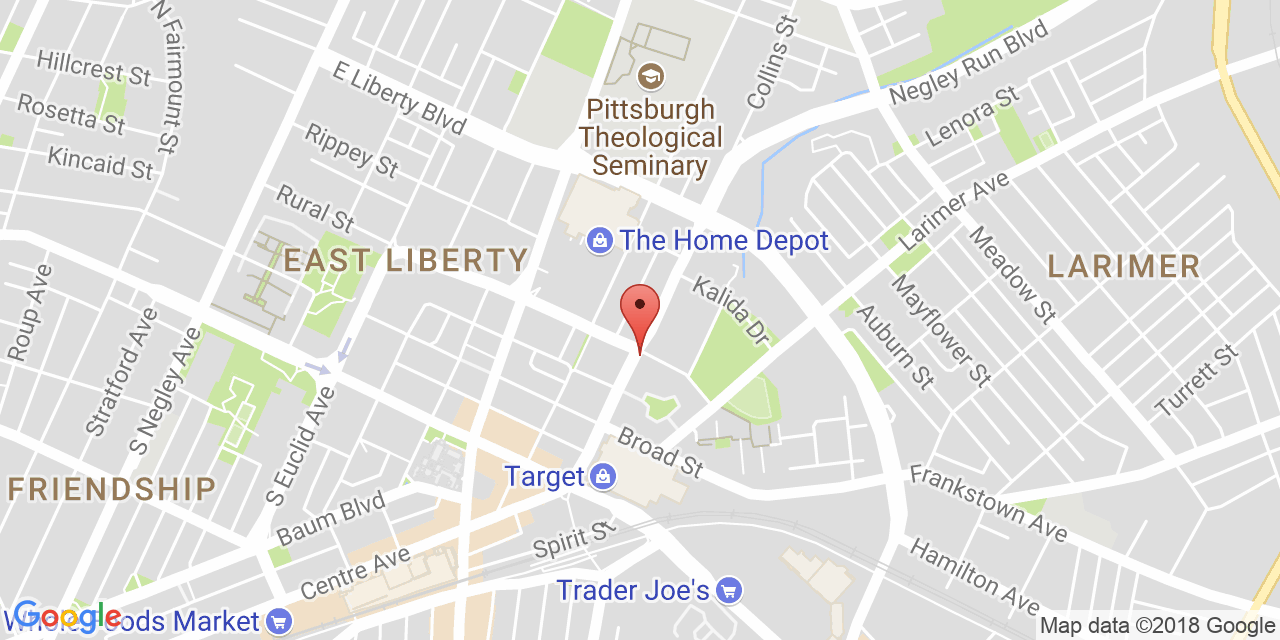 N Fairmount St
Hillcrest St
Rosetta St
Kincaid St
E Liberty Blvd
Rippey St
Rural St
Collins St
Negley Run Blvd
Lenora St
Pittsburgh
Theological
Seminary
Larimer Ave
The Home Depot
EAST LIBERTY
LARIMER
Meadow St
Kalida Dr
Mayflower St
Auburn St
Turrett St
Roup Ave
Stratford Ave
S Negley Ave
S Euclid Ave
FRIENDSHIP
Broad St
Target
Baum Blvd
Centre Ave
Spirit St
Frankstown Ave
Hamilton Ave
Trader Joe's
Whole Foods Market
Google
Map data ©2018 Google